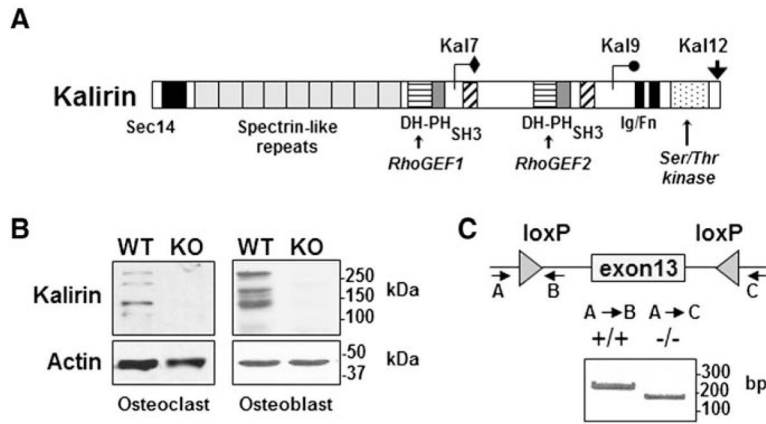 A
Kal7
Kal9
Kal12
Kalirin
Sec14
Spectrin-like
repeats
DH-PH
SH3
RhoGEF1
DH-PH
SH3
RhoGEF2
Ig/Fn
Ser/Thr
kinase
B
WT KO
WT KO
Kalirin
-250
-150
-100
kDa
Actin
-50
-37
kDa
Osteoclast
Osteoblast
C
loxP
loxP
exon13
A
B
C
A B
A C
+/+
-/-
-300
-200
-100
bp